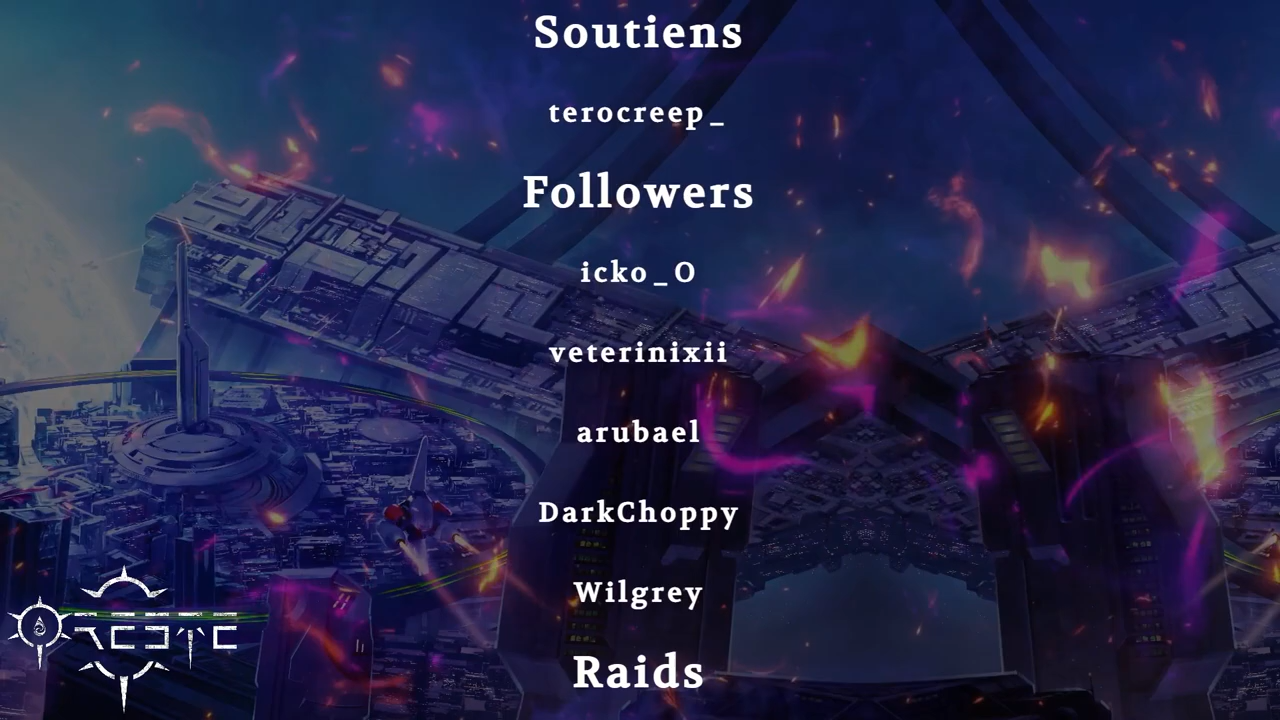 Soutiens
terocreep_
Followers
icko_O
veterinixii
arubael
DarkChoppy
Wilgrey
Raids